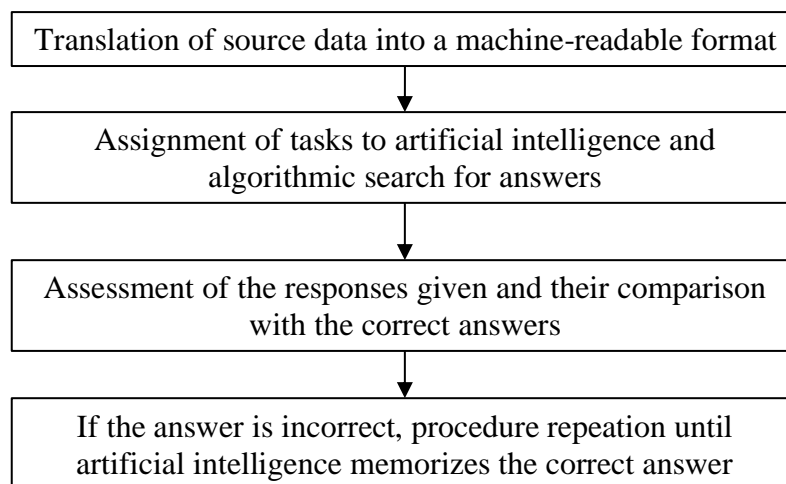 Translation of source data into a machine-readable format
Assignment of tasks to artificial intelligence and
algorithmic search for answers
Assessment of the responses given and their comparison
with the correct answers
If the answer is incorrect, procedure repetition until
artificial intelligence memorizes the correct answer